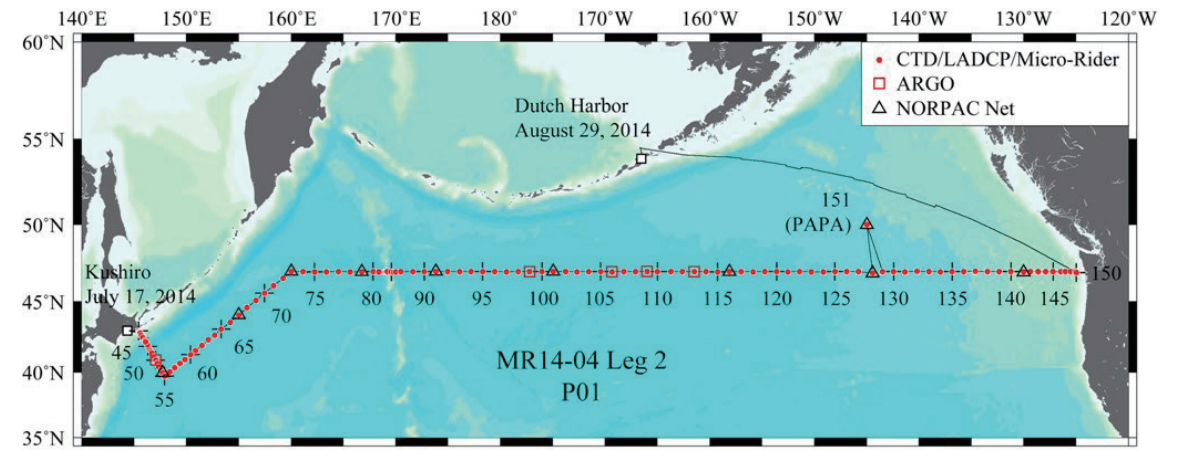 140°E 150°E 160°E 170°E 180° 170°W 160°W 150°W 140°W 130°W 120°W
60°N
CTD/LADCP/Micro-Rider
ARGO
NORPAC Net
Dutch Harbor
August 29, 2014
55°N
151
(PAPA)
50°N
Kushiro
July 17, 2014
150
45°N
75 80 90 95 100 105 110 115 120 125 130 135 140 145
70
65
45
50
60
55
40°N
MR14-04 Leg 2
P01
35°N